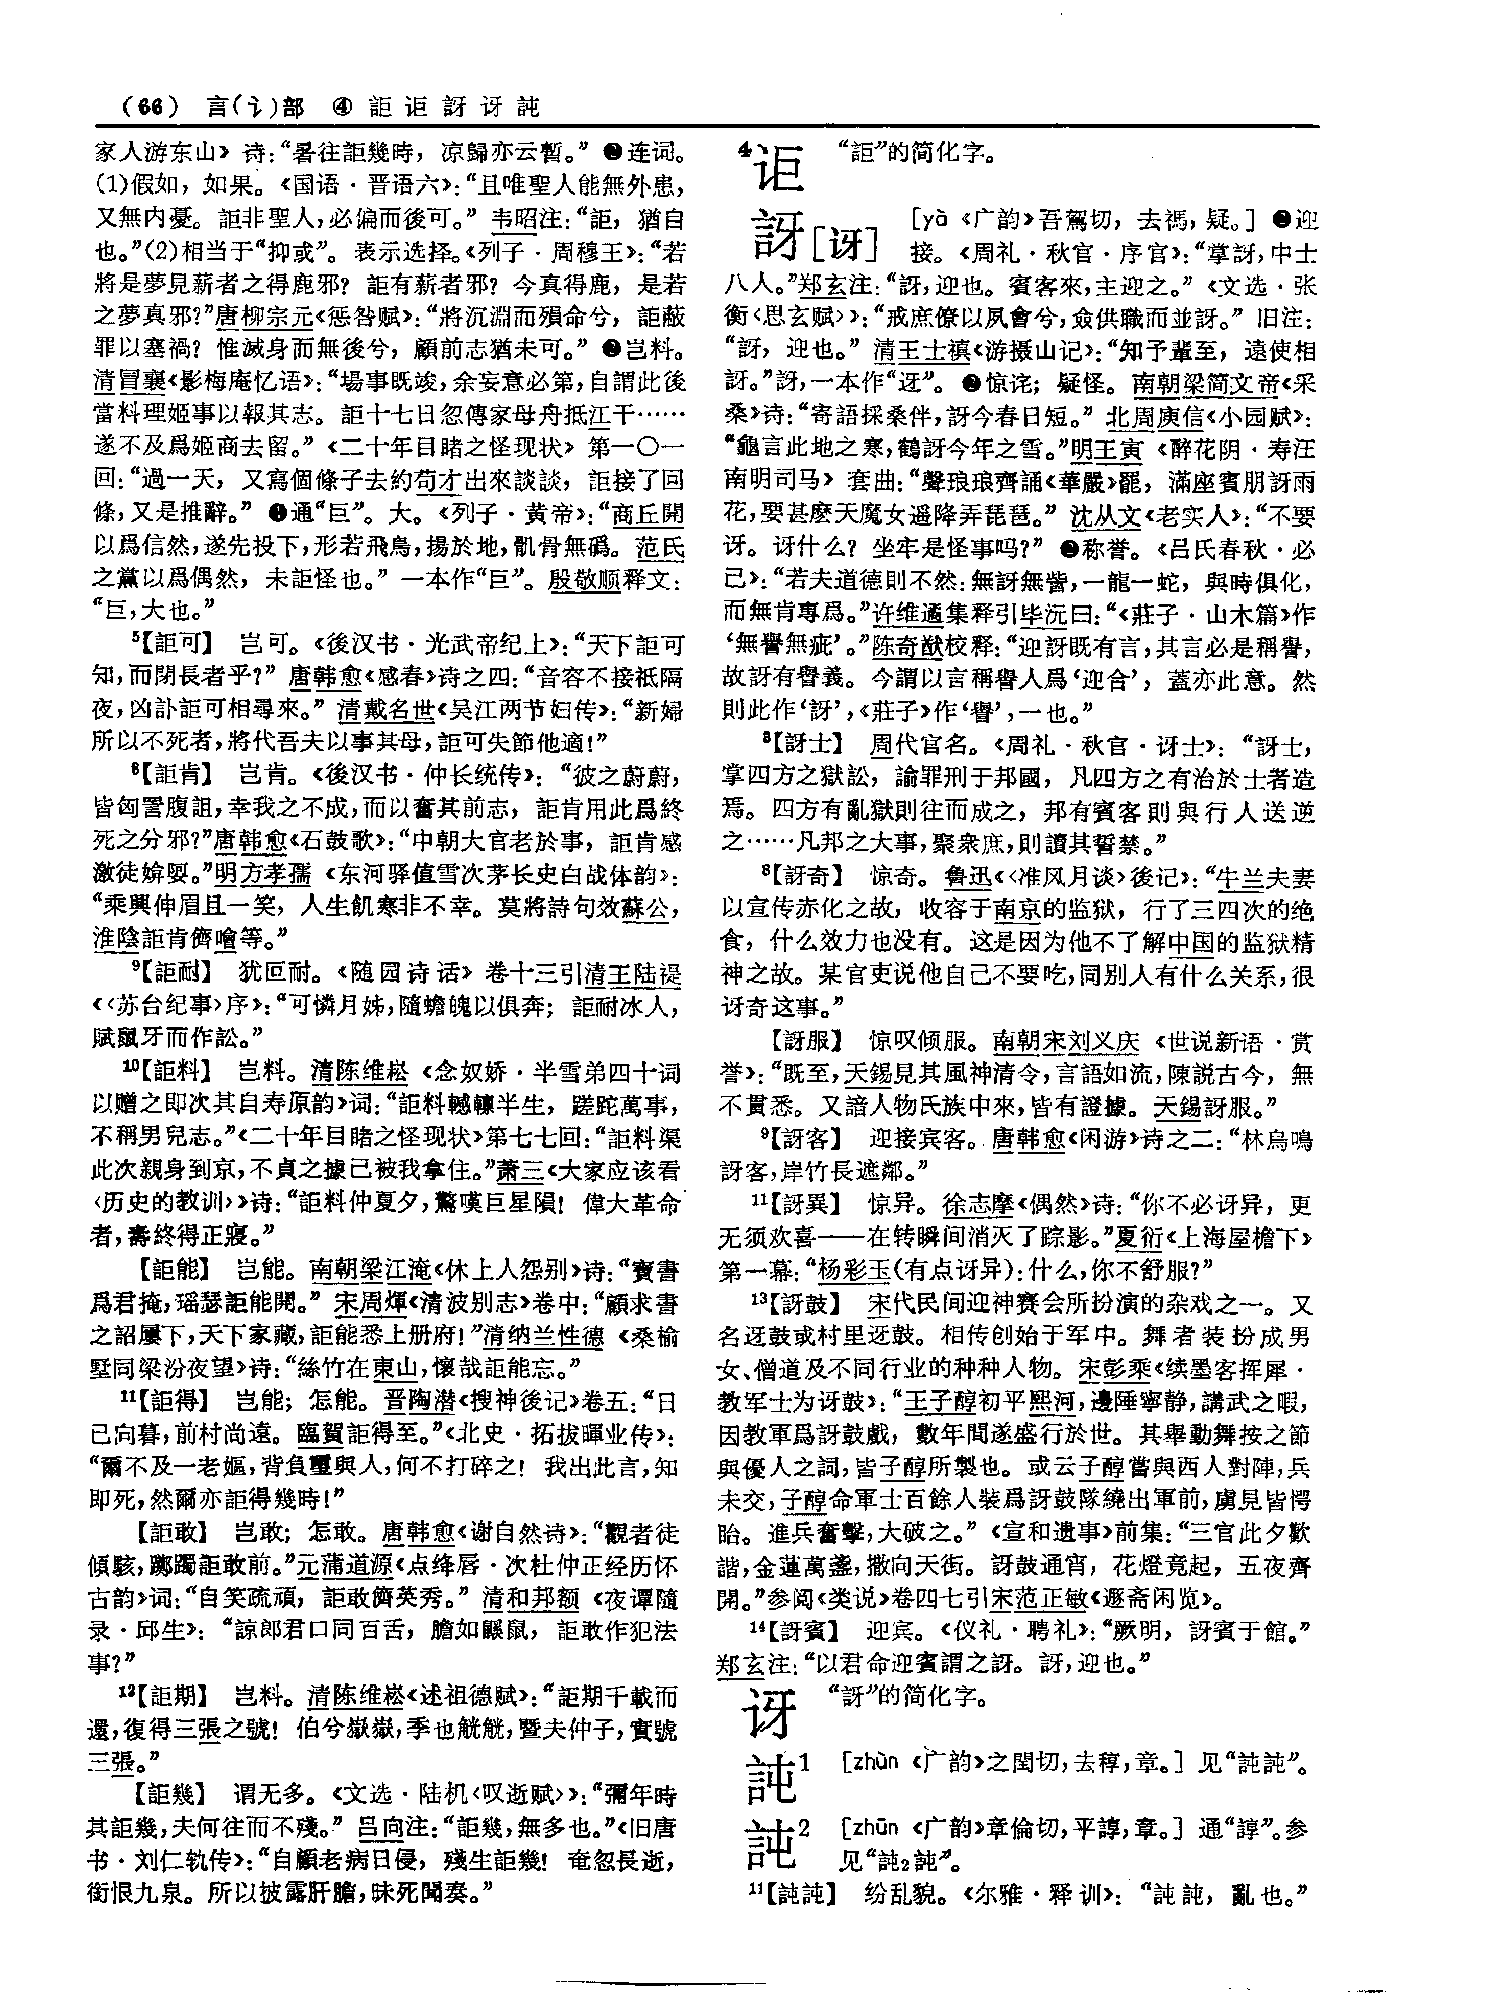 (66) 言(讠)部 ④ 詎 讵 訝 讶 訰
家人游东山》诗:“暑往詎幾時，凉歸亦云暫。”❷连词。
(1)假如，如果。《国语·晋语六》:“且唯聖人能無外患，
又無内憂。詎非聖人，必偏而後可。”韦昭注:“詎，猶自
也。”(2)相当于“抑或”。表示选择。《列子·周穆王》:“若
將是夢見薪者之得鹿邪？詎有薪者邪？今真得鹿，是若
之夢真邪？”唐柳宗元《惩咎赋》:“將沉淵而殞命兮，詎蔽
罪以塞禍？惟滅身而無後兮，顧前志猶未可。”❸岂料。
清冒襄《影梅庵忆语》:“場事既竣，余妄意必第，自謂此後
當料理姬事以報其志。詎十七日忽傳家母舟抵江干……
遂不及爲姬商去留。”《二十年目睹之怪现状》第一〇一
回:“過一天，又寫個條子去約苟才出來談談，詎接了回
條，又是推辭。”❹通“巨”。大。《列子·黄帝》:“商丘開
以爲信然，遂先投下，形若飛鳥，揚於地，骪骨無碼。范氏
之黨以爲偶然，未詎怪也。”一本作“巨”。殷敬顺释文:
“巨，大也。”
⁵【詎可】 岂可。《後汉书·光武帝纪上》:“天下詎可
知，而閉長者乎？”唐韩愈《感春》诗之四:“音容不接祇隔
夜，凶訃詎可相尋來。”清戴名世《吴江两节妇传》:“新婦
所以不死者，將代吾夫以事其母，詎可失節他適！”
⁸【詎肯】 岂肯。《後汉书·仲长统传》:“彼之蔚蔚，
皆匈詈腹詛，幸我之不成，而以奮其前志，詎肯用此爲終
死之分邪？”唐韩愈《石鼓歌》:“中朝大官老於事，詎肯感
激徒媕娿。”明方孝孺《东河驿值雪次茅长史白战体韵》:
“乘興伸眉且一笑，人生飢寒非不幸。莫將詩句效蘇公，
淮陰詎肯儕噲等。”
⁹【詎耐】 犹叵耐。《随园诗话》卷十三引清王陆禔
《〈苏台纪事〉序》:“可憐月姊，隨蟾魄以俱奔；詎耐冰人，
賦鼠牙而作訟。”
¹⁰【詎料】 岂料。清陈维崧《念奴娇·半雪弟四十词
以赠之即次其自寿原韵》词:“詎料轗軻半生，蹉跎萬事，
不稱男兒志。”《二十年目睹之怪现状》第七七回:“詎料渠
此次親身到京，不貞之據已被我拿住。”萧三《大家应该看
〈历史的教训〉》诗:“詎料仲夏夕，驚嘆巨星隕！偉大革命
者，壽終得正寢。”
【詎能】 岂能。南朝梁江淹《休上人怨别》诗:“寶書
爲君掩，瑶瑟詎能開。”宋周煇《清波别志》卷中:“顧求書
之詔屢下，天下家藏，詎能悉上册府！”清纳兰性德《桑榆
墅同梁汾夜望》诗:“絲竹在東山，懷哉詎能忘。”
¹¹【詎得】 岂能；怎能。晋陶潜《搜神後记》卷五:“日
已向暮，前村尚遠。臨賀詎得至。”《北史·拓拔暉业传》:
“爾不及一老嫗，背負璽與人，何不打碎之！我出此言，知
即死，然爾亦詎得幾時！”
【詎敢】 岂敢；怎敢。唐韩愈《谢自然诗》:“觀者徒
傾駭，躑躅詎敢前。”元蒲道源《点绛唇·次杜仲正经历怀
古韵》词:“自笑疏頑，詎敢儕英秀。”清和邦额《夜谭隨
录·邱生》:“諒郎君口同百舌，膽如鼷鼠，詎敢作犯法
事？”
¹²【詎期】 岂料。清陈维崧《述祖德赋》:“詎期千載而
還，復得三張之號！伯兮嶽嶽，季也觥觥，暨夫仲子，實號
三張。”
【詎幾】 谓无多。《文选·陆机〈叹逝赋〉》:“彌年時
其詎幾，夫何往而不殘。”吕向注:“詎幾，無多也。”《旧唐
书·刘仁轨传》:“自顧老病日侵，殘生詎幾！奄忽長逝，
銜恨九泉。所以披露肝膽，昧死聞奏。”
⁴讵 “詎”的简化字。
訝[讶] [yà《广韵》吾駕切，去禡，疑。] ❶迎
接。《周礼·秋官·序官》:“掌訝，中士
八人。”郑玄注:“訝，迎也。賓客來，主迎之。”《文选·张
衡〈思玄赋〉》:“戒庶僚以夙會兮，僉供職而並訝。”旧注:
“訝，迎也。”清王士禛《游摄山记》:“知予輩至，遠使相
訝。”訝，一本作“迓”。❷惊诧；疑怪。南朝梁简文帝《采
桑》诗:“寄語採桑伴，訝今春日短。”北周庾信《小园赋》:
“龜言此地之寒，鶴訝今年之雪。”明王寅《醉花阴·寿汪
南明司马》套曲:“聲琅琅齊誦《華嚴》罷，滿座賓朋訝雨
花，要甚麽天魔女遥降弄琵琶。”沈从文《老实人》:“不要
讶。讶什么？坐牢是怪事吗？”❸称誉。《吕氏春秋·必
己》:“若夫道德則不然:無訝無訾，一龍一蛇，與時俱化，
而無肯專爲。”许维遹集释引毕沅曰:“《莊子·山木篇》作
‘無譽無疵’。”陈奇猷校释:“迎訝既有言，其言必是稱譽，
故訝有譽義。今謂以言稱譽人爲‘迎合’，蓋亦此意。然
則此作‘訝’，《莊子》作‘譽’，一也。”
³【訝士】 周代官名。《周礼·秋官·讶士》:“訝士，
掌四方之獄訟，諭罪刑于邦國，凡四方之有治於士者造
焉。四方有亂獄則往而成之，邦有賓客則與行人送逆
之……凡邦之大事，聚衆庶，則讀其誓禁。”
⁸【訝奇】 惊奇。鲁迅《〈准风月谈〉後记》:“牛兰夫妻
以宣传赤化之故，收容于南京的监狱，行了三四次的绝
食，什么效力也没有。这是因为他不了解中国的监狱精
神之故。某官吏说他自己不要吃，同别人有什么关系，很
讶奇这事。”
【訝服】 惊叹倾服。南朝宋刘义庆《世说新语·赏
誉》:“既至，天錫見其風神清令，言語如流，陳説古今，無
不貫悉。又諳人物氏族中來，皆有證據。天錫訝服。”
⁹【訝客】 迎接宾客。唐韩愈《闲游》诗之二:“林烏鳴
訝客，岸竹長遮鄰。”
¹¹【訝異】 惊异。徐志摩《偶然》诗:“你不必讶异，更
无须欢喜——在转瞬间消灭了踪影。”夏衍《上海屋檐下》
第一幕:“杨彩玉(有点讶异):什么，你不舒服？”
¹³【訝鼓】 宋代民间迎神赛会所扮演的杂戏之一。又
名迓鼓或村里迓鼓。相传创始于军中。舞者装扮成男
女、僧道及不同行业的种种人物。宋彭乘《续墨客挥犀·
教军士为讶鼓》:“王子醇初平熙河，邊陲寧静，講武之暇，
因教軍爲訝鼓戲，數年間遂盛行於世。其舉動舞按之節
與優人之詞，皆子醇所製也。或云子醇嘗與西人對陣，兵
未交，子醇命軍士百餘人裝爲訝鼓隊繞出軍前，虜見皆愕
眙。進兵奮擊，大破之。”《宣和遗事》前集:“三官此夕歡
諧，金蓮萬盞，撒向天街。訝鼓通宵，花燈竟起，五夜齊
開。”参阅《类说》卷四七引宋范正敏《遯斋闲览》。
¹⁴【訝賓】 迎宾。《仪礼·聘礼》:“厥明，訝賓于館。”
郑玄注:“以君命迎賓謂之訝。訝，迎也。”
讶 “訝”的简化字。
訰¹ [zhùn《广韵》之閏切，去稕，章。] 见“訰訰”。
訰² [zhūn《广韵》章倫切，平諄，章。] 通“諄”。参
见“訰₂訰”。
¹¹【訰訰】 纷乱貌。《尔雅·释训》:“訰訰，亂也。”